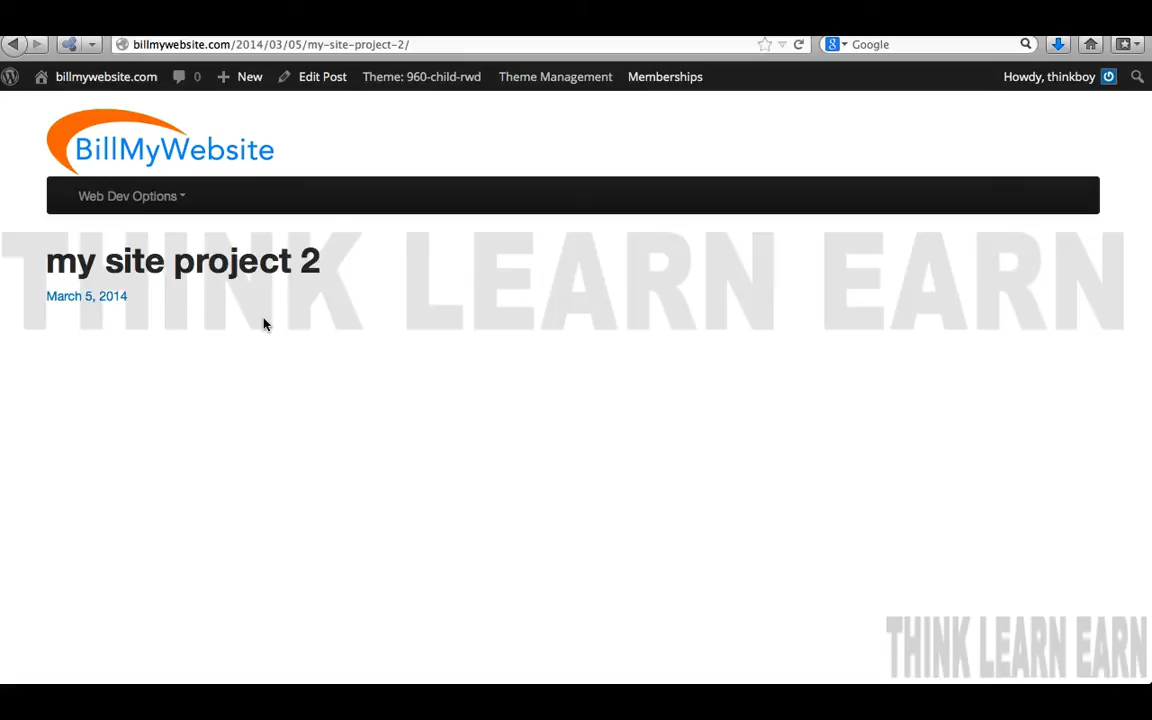 billmywebsite.com/2014/03/05/my-site-project-2/
Google
billmywebsite.com 0 New Edit Post Theme: 960-child-rwd Theme Management Memberships Howdy, thinkboy
BillMyWebsite
Web Dev Options
THINK LEARN EARN
my site project 2
March 5, 2014
THINK LEARN EARN